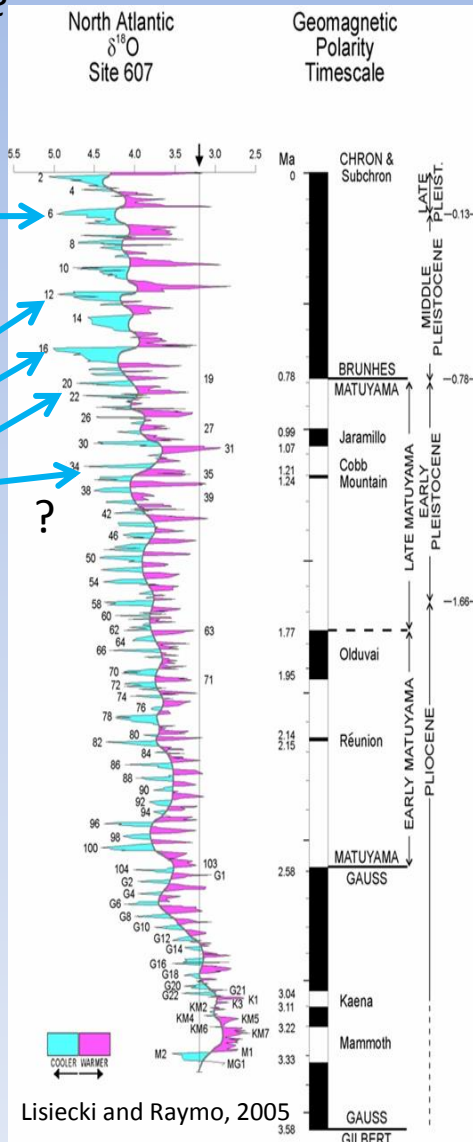 North Atlantic
δ18O
Site 607
5.5
4.5
3.5
2.5
5.0
4.0
3.0
2
4
6
8
10
12
14
16
19
20
22
26
27
30
31
34
35
38
39
?
42
46
50
54
58
60
62
63
64
66
70
71
72
74
76
78
80
82
84
86
88
90
92
94
96
98
100
103
104
G1
G2
G4
G6
G8
G10
G12
G14
G16
G18
G20
G21
G22
K1
KM2
K3
KM4
KM5
KM6
KM7
M2
M1
MG1
COOLER
WARMER
Lisiecki and Raymo, 2005
Geomagnetic
Polarity
Timescale
Ma
CHRON &
Subchron
0
0.78
BRUNHES
MATUYAMA
0.99
Jaramillo
1.07
1.21
Cobb
1.24
Mountain
1.77
Olduvai
1.95
2.14
Réunion
2.15
MATUYAMA
2.58
GAUSS
3.04
Kaena
3.11
3.22
Mammoth
3.33
GAUSS
3.58
GILBERT
LATE MATUYAMA
EARLY MATUYAMA
LATE
PLEIST.
MIDDLE
PLEISTOCENE
EARLY
PLEISTOCENE
PLIOCENE
0.13
0.78
1.66